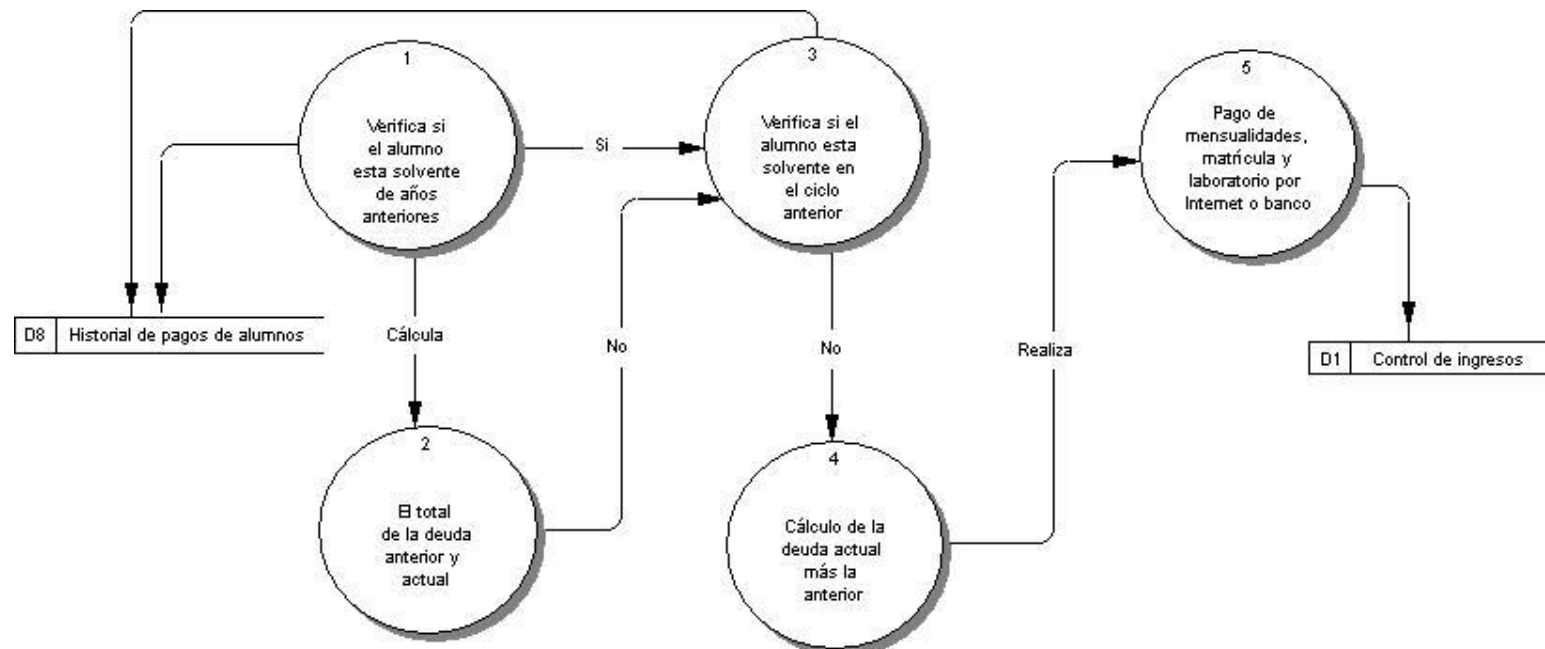 1
Verifica si
el alumno
esta solvente
de años
anteriores
Si
3
Verifica si el
alumno esta
solvente en
el ciclo
anterior
5
Pago de
mensualidades,
matrícula y
laboratorio por
Internet o banco
D8 Historial de pagos de alumnos
Cálcula
No
No
Realiza
D1 Control de ingresos
2
El total
de la deuda
anterior y
actual
4
Cálculo de la
deuda actual
más la
anterior